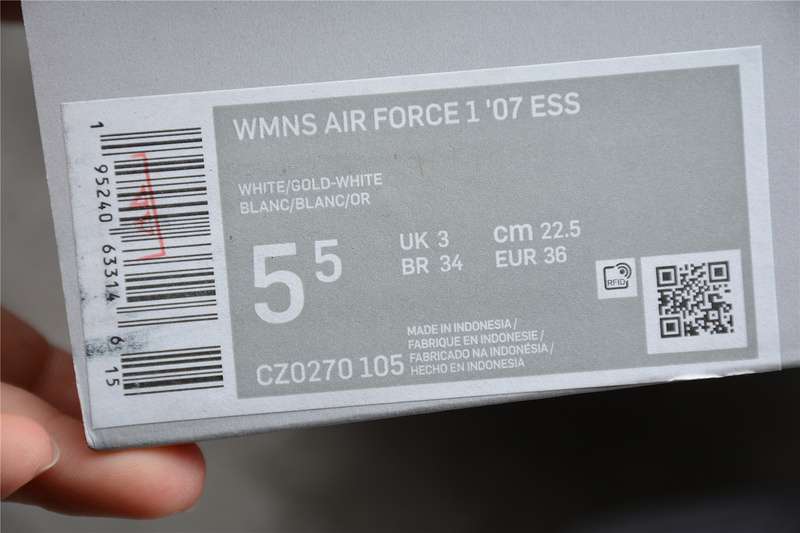 WMNS AIR FORCE 1 '07 ESS
WHITE/GOLD-WHITE
BLANC/BLANC/OR
5 5
UK 3
BR 34
cm 22.5
EUR 36
RFID
MADE IN INDONESIA /
FABRIQUE EN INDONESIE /
FABRICADO NA INDONÉSIA /
HECHO EN INDONESIA
CZ0270 105
1 95240 63314 6 15